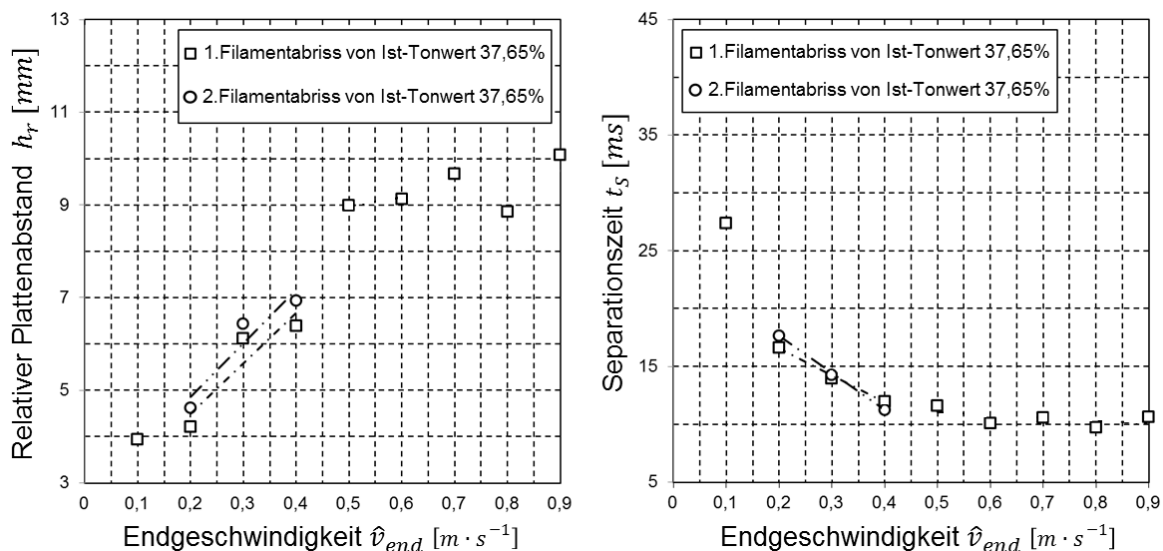 Relativer Plattenabstand h_r [mm]
13
11
9
7
5
3
1.Filamentabriss von Ist-Tonwert 37,65%
2.Filamentabriss von Ist-Tonwert 37,65%
0 0,1 0,2 0,3 0,4 0,5 0,6 0,7 0,8 0,9
Endgeschwindigkeit v̂_end [m · s⁻¹]
Separationszeit t_S [ms]
45
35
25
15
5
1.Filamentabriss von Ist-Tonwert 37,65%
2.Filamentabriss von Ist-Tonwert 37,65%
0 0,1 0,2 0,3 0,4 0,5 0,6 0,7 0,8 0,9
Endgeschwindigkeit v̂_end [m · s⁻¹]